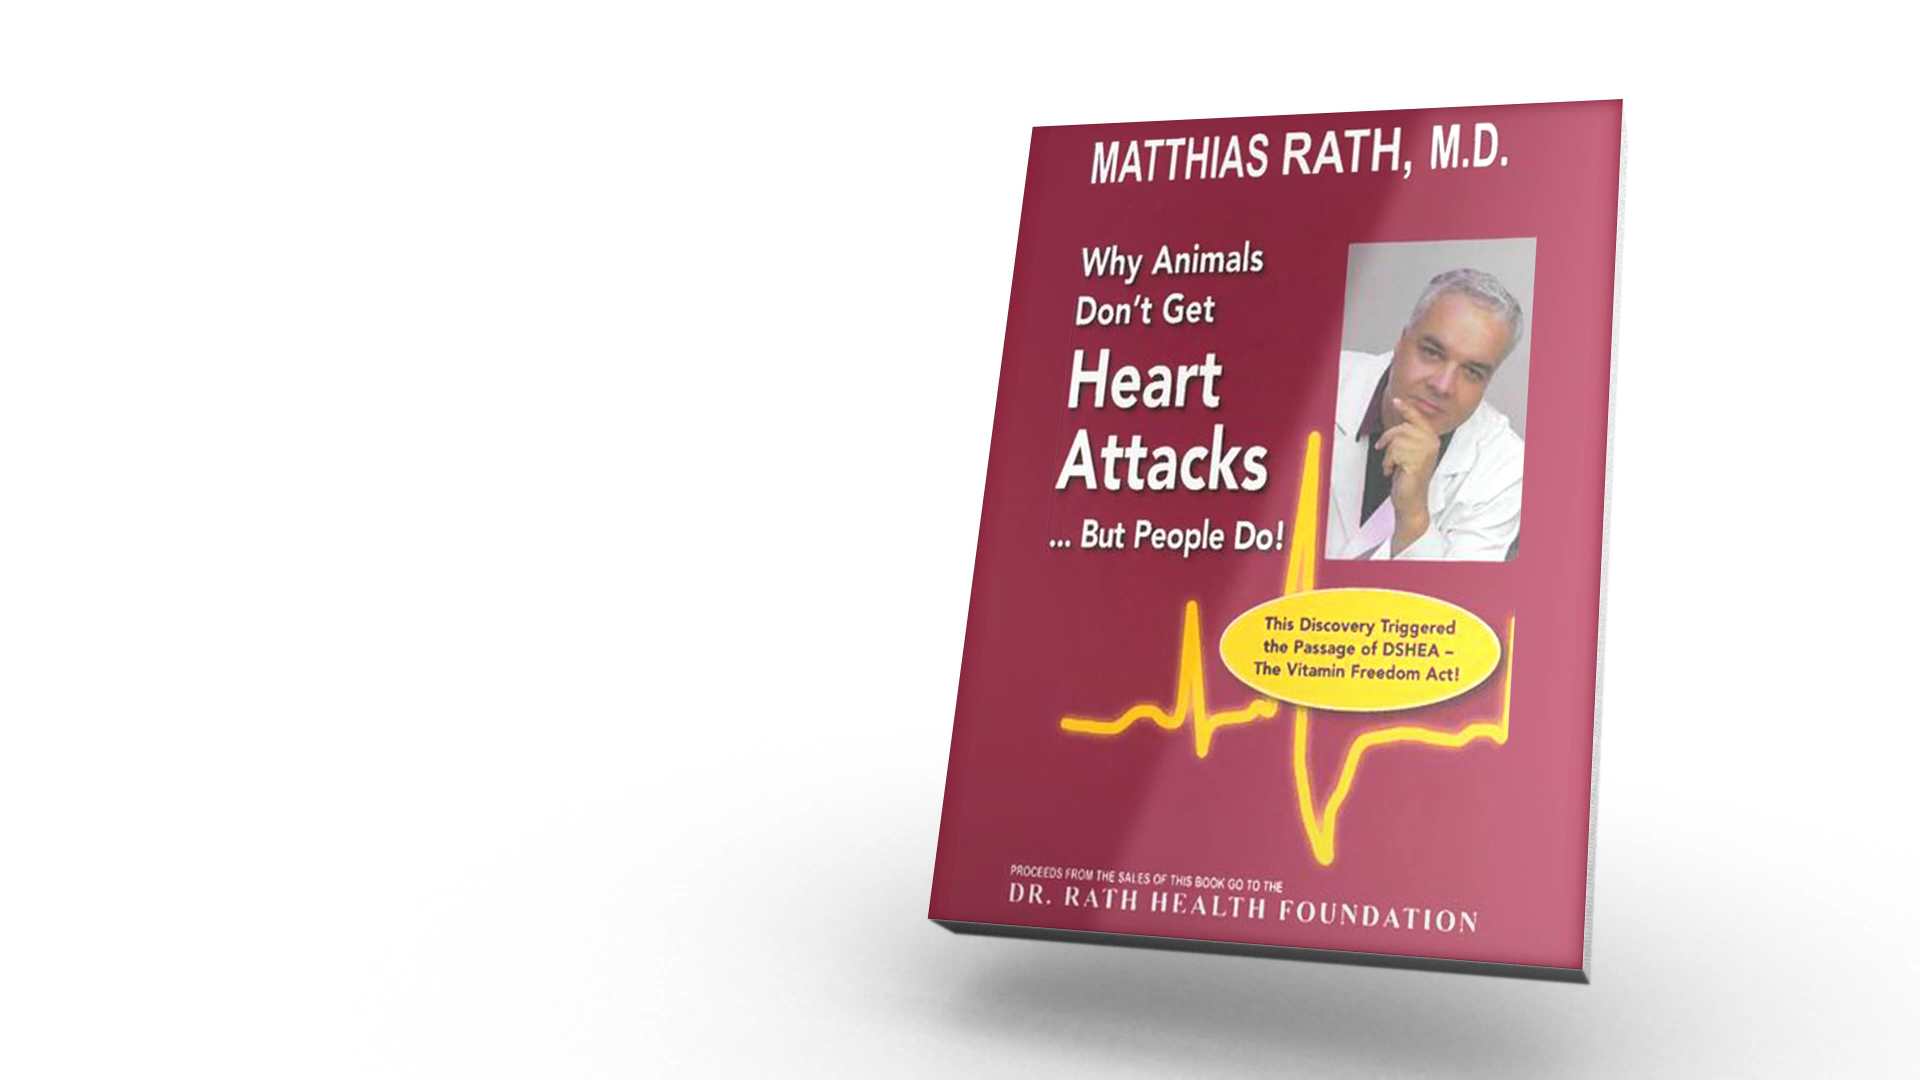 MATTHIAS RATH, M.D.
Why Animals
Don't Get
Heart
Attacks
... But People Do!
This Discovery Triggered
the Passage of DSHEA –
The Vitamin Freedom Act!
PROCEEDS FROM THE SALES OF THIS BOOK GO TO THE
DR. RATH HEALTH FOUNDATION